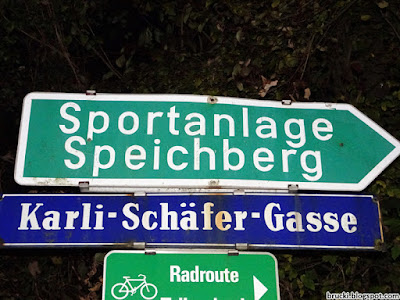 Sportanlage
Speichberg
Karli-Schäfer-Gasse
Radroute
brucki.blogspot.com